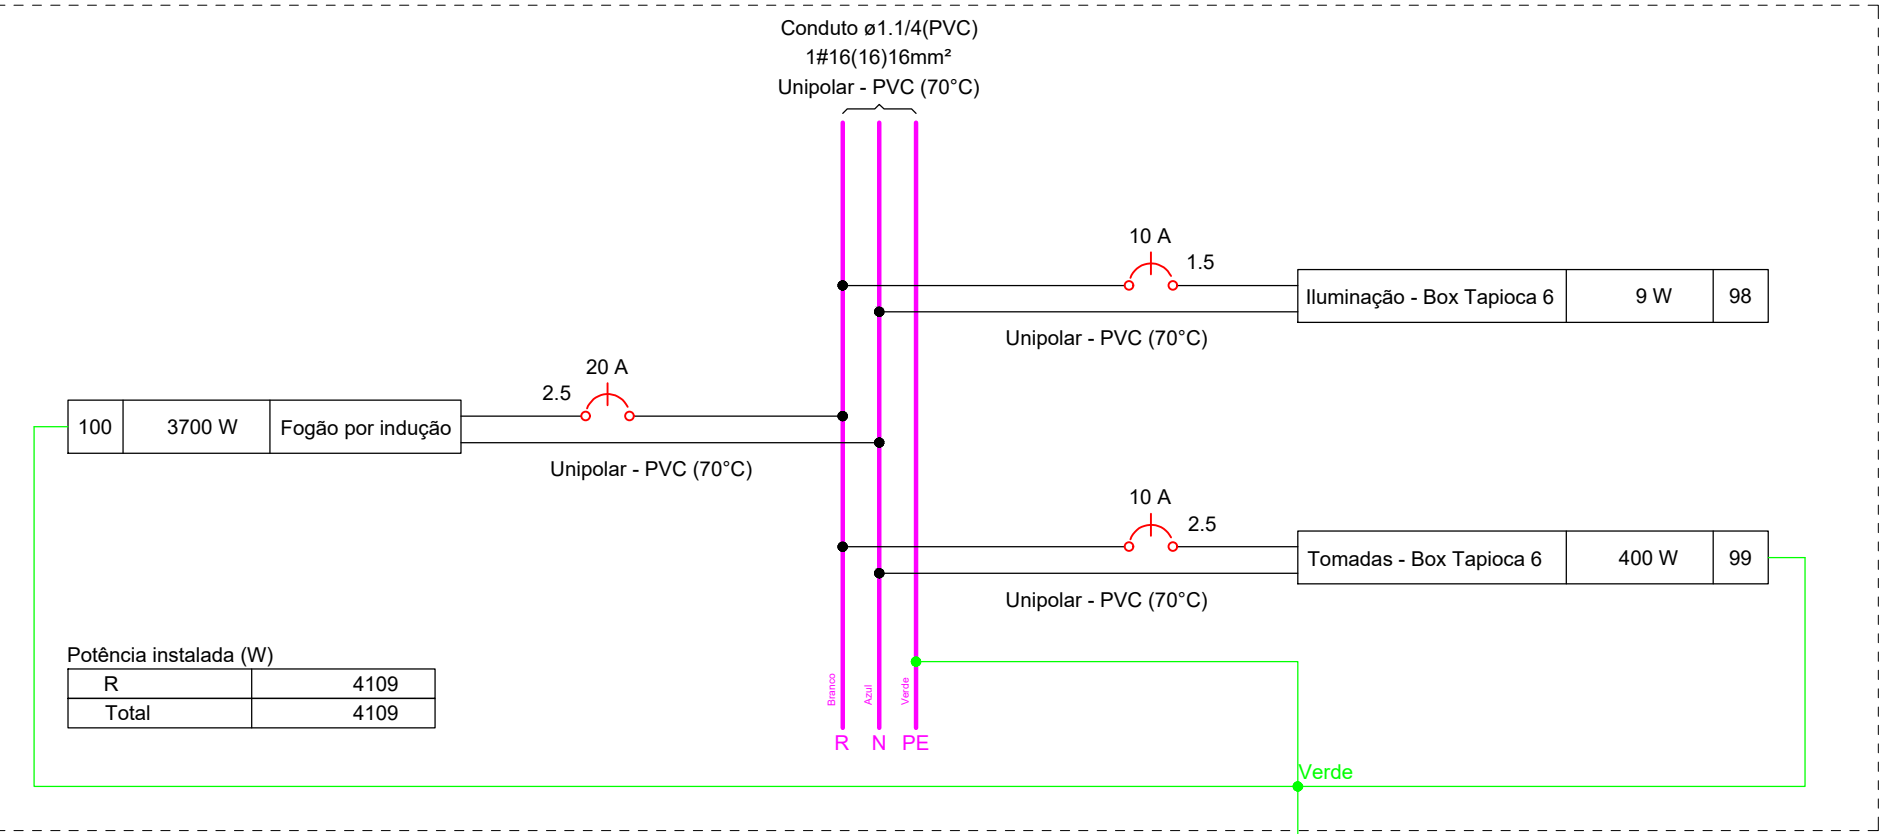 Conduto ø1.1/4(PVC)
1#16(16)16mm²
Unipolar - PVC (70°C)
10 A
1.5
Iluminação - Box Tapioca 6 9 W 98
Unipolar - PVC (70°C)
20 A
2.5
100 3700 W Fogão por indução
Unipolar - PVC (70°C)
10 A
2.5
Tomadas - Box Tapioca 6 400 W 99
Unipolar - PVC (70°C)
Potência instalada (W)
R 4109
Total 4109
Branco
Azul
Verde
R N PE
Verde